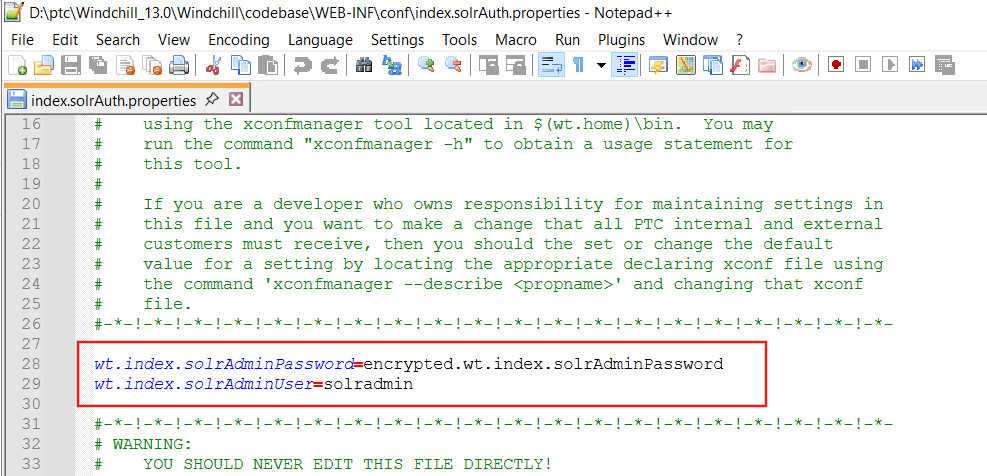 D:\ptc\Windchill_13.0\Windchill\codebase\WEB-INF\conf\index.solrAuth.properties - Notepad++
File Edit Search View Encoding Language Settings Tools Macro Run Plugins Window ?
index.solrAuth.properties
16 # using the xconfmanager tool located in $(wt.home)\bin. You may
17 # run the command "xconfmanager -h" to obtain a usage statement for
18 # this tool.
19 #
20 # If you are a developer who owns responsibility for maintaining settings in
21 # this file and you want to make a change that all PTC internal and external
22 # customers must receive, then you should the set or change the default
23 # value for a setting by locating the appropriate declaring xconf file using
24 # the command 'xconfmanager --describe <propname>' and changing that xconf
25 # file.
26 #-*-!-*-!-*-!-*-!-*-!-*-!-*-!-*-!-*-!-*-!-*-!-*-!-*-!-*-!-*-!-*-!-*-!-*-!-*-!-*-
27
28 wt.index.solrAdminPassword=encrypted.wt.index.solrAdminPassword
29 wt.index.solrAdminUser=solradmin
30
31 #-*-!-*-!-*-!-*-!-*-!-*-!-*-!-*-!-*-!-*-!-*-!-*-!-*-!-*-!-*-!-*-!-*-!-*-!-*-!-*-
32 # WARNING:
33 # YOU SHOULD NEVER EDIT THIS FILE DIRECTLY!